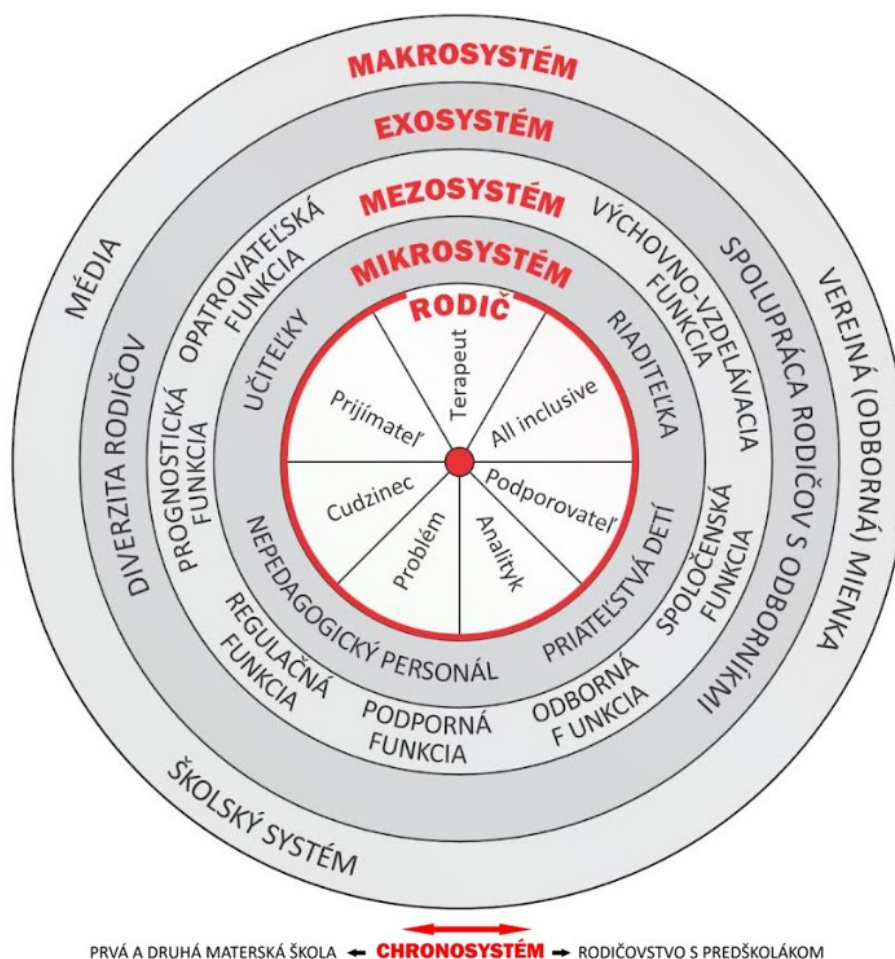 MAKROSYSTÉM
EXOSYSTÉM
MEZOSYSTÉM
MIKROSYSTÉM
RODIČ
MÉDIA
VEREJNÁ (ODBORNÁ) MIENKA
ŠKOLSKÝ SYSTÉM
DIVERZITA RODIČOV
SPOLUPRÁCA RODIČOV S ODBORNÍKMI
OPATROVATEĽSKÁ
FUNKCIA
VÝCHOVNO-VZDELÁVACIA
FUNKCIA
PROGNOSTICKÁ
FUNKCIA
SPOLOČENSKÁ
FUNKCIA
REGULAČNÁ
FUNKCIA
PODPORNÁ
FUNKCIA
ODBORNÁ
F UNKCIA
UČITEĽKY
RIADITEĽKA
NEPEDAGOGICKÝ PERSONÁL
PRIATEĽSTVÁ DETÍ
Terapeut
Prijímateľ
All inclusive
Cudzinec
Podporovateľ
Problém
Analityk
PRVÁ A DRUHÁ MATERSKÁ ŠKOLA CHRONOSYSTÉM RODIČOVSTVO S PREDŠKOLÁKOM